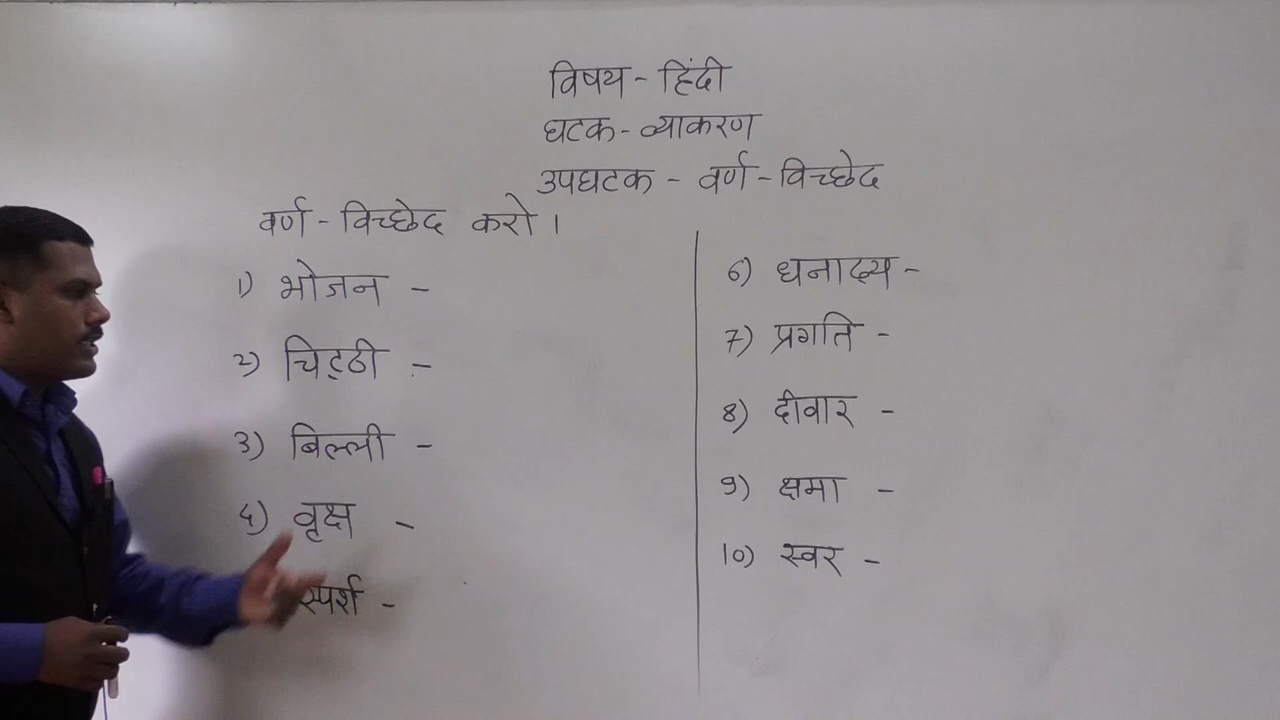 विषय - हिंदी
घटक - व्याकरण
उपघटक - वर्ण - विच्छेद
वर्ण - विच्छेद करो ।
1) भोजन -
2) चिट्ठी -
3) बिल्ली -
4) वृक्ष -
स्पर्श -
6) धनाढ्य -
7) प्रगति -
8) दीवार -
9) क्षमा -
10) स्वर -